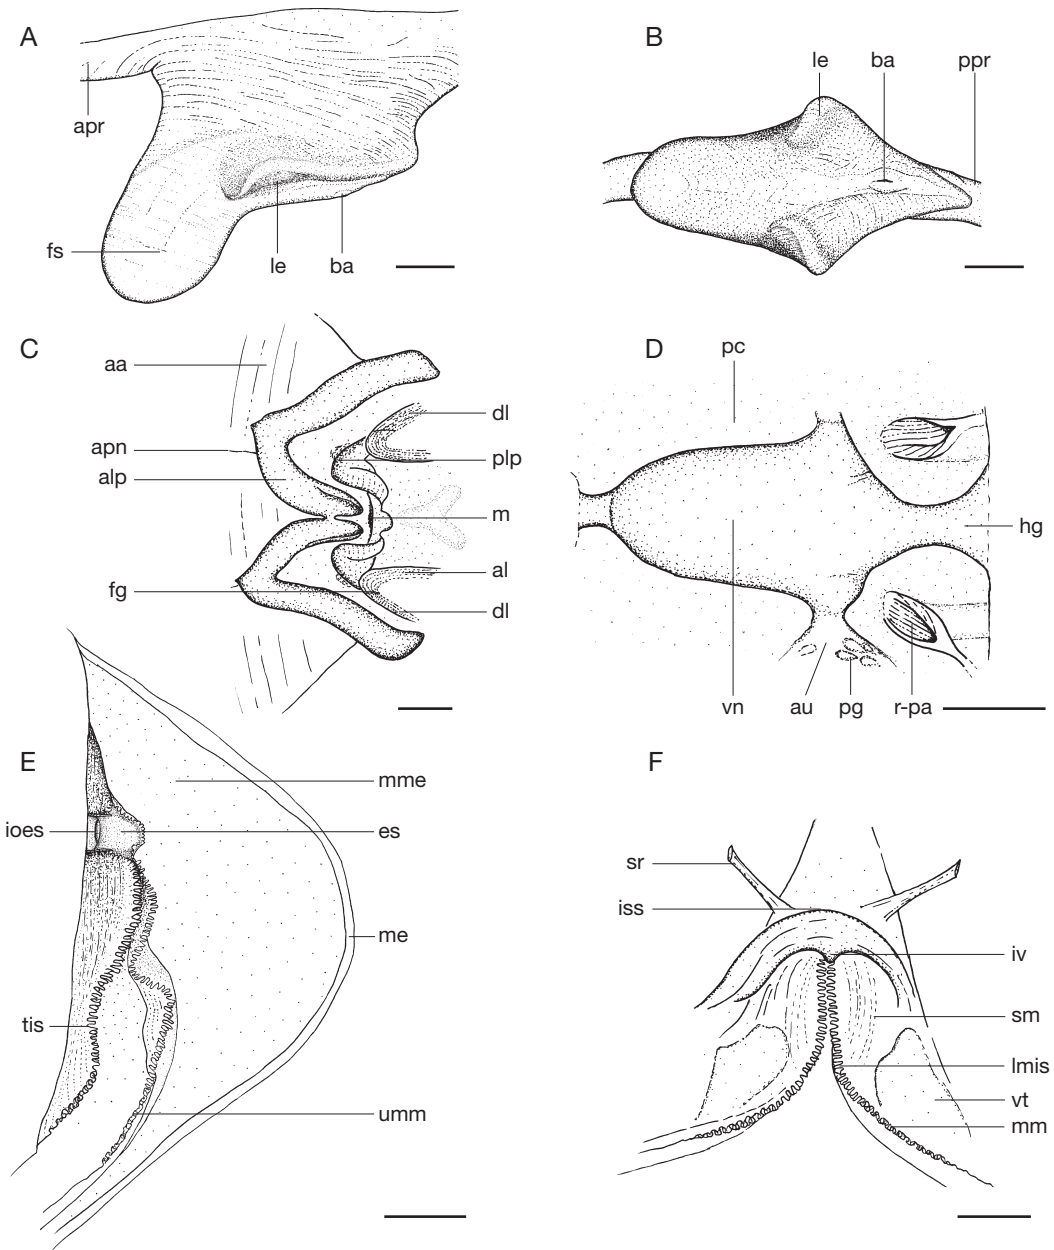 A
apr
fs
le
ba
B
le
ba
ppr
C
aa
apn
alp
fg
dl
plp
m
al
dl
D
pc
hg
vn
au
pg
r-pa
E
ioes
tis
mme
es
me
umm
F
sr
iss
iv
sm
lmis
vt
mm